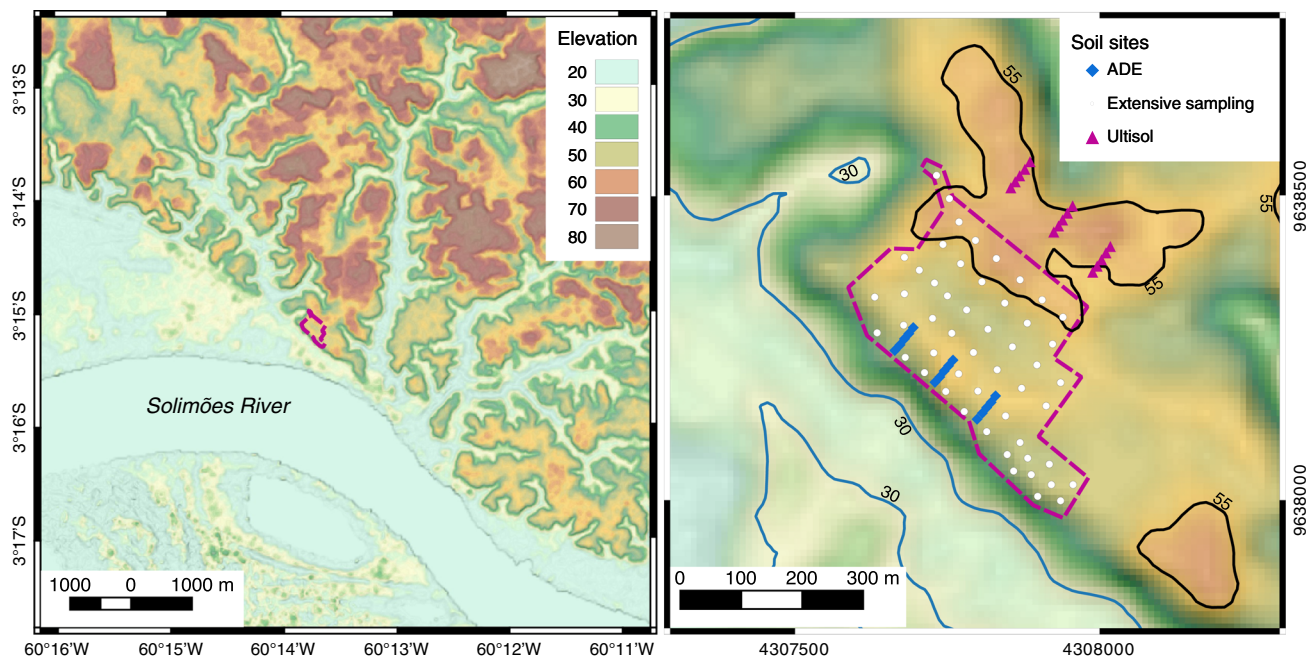 Elevation
20
30
40
50
60
70
80
3°13'S
3°14'S
3°15'S
3°16'S
3°17'S
Solimões River
1000 0 1000 m
60°16'W 60°15'W 60°14'W 60°13'W 60°12'W 60°11'W
Soil sites
ADE
Extensive sampling
Ultisol
55
30
55
55
30
30
55
9638500
9638000
0 100 200 300 m
4307500 4308000